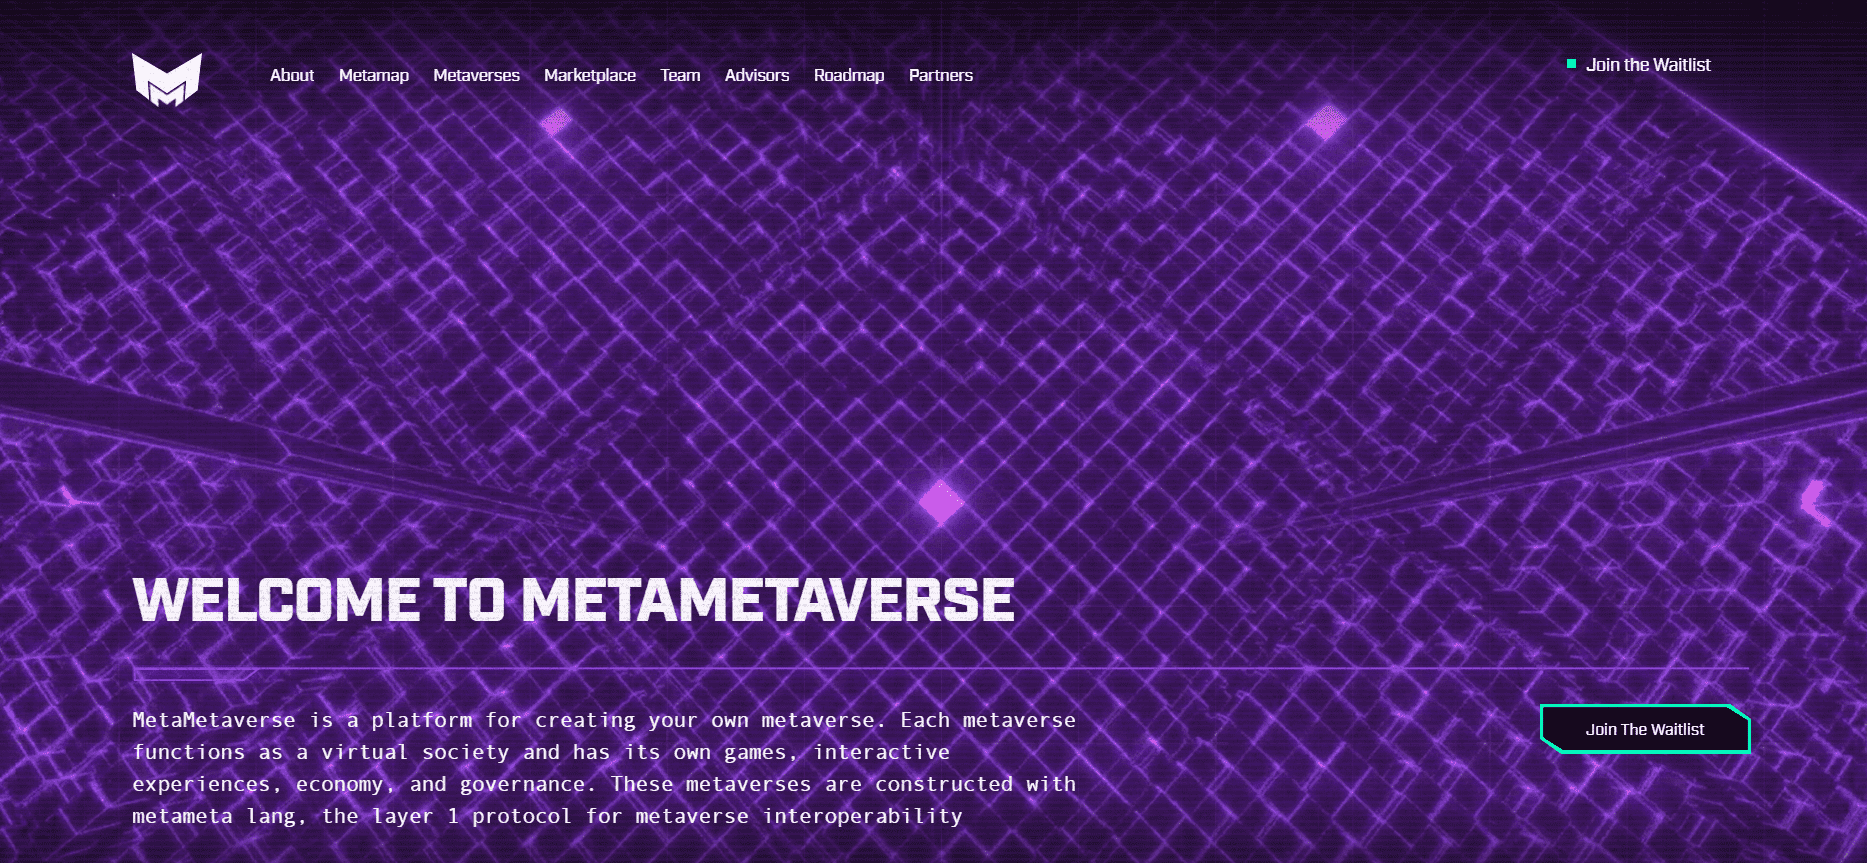 About Metamap Metaverses Marketplace Team Advisors Roadmap Partners
Join the Waitlist
WELCOME TO METAMETAVERSE
MetaMetaverse is a platform for creating your own metaverse. Each metaverse
functions as a virtual society and has its own games, interactive
experiences, economy, and governance. These metaverses are constructed with
metameta lang, the layer 1 protocol for metaverse interoperability
Join The Waitlist